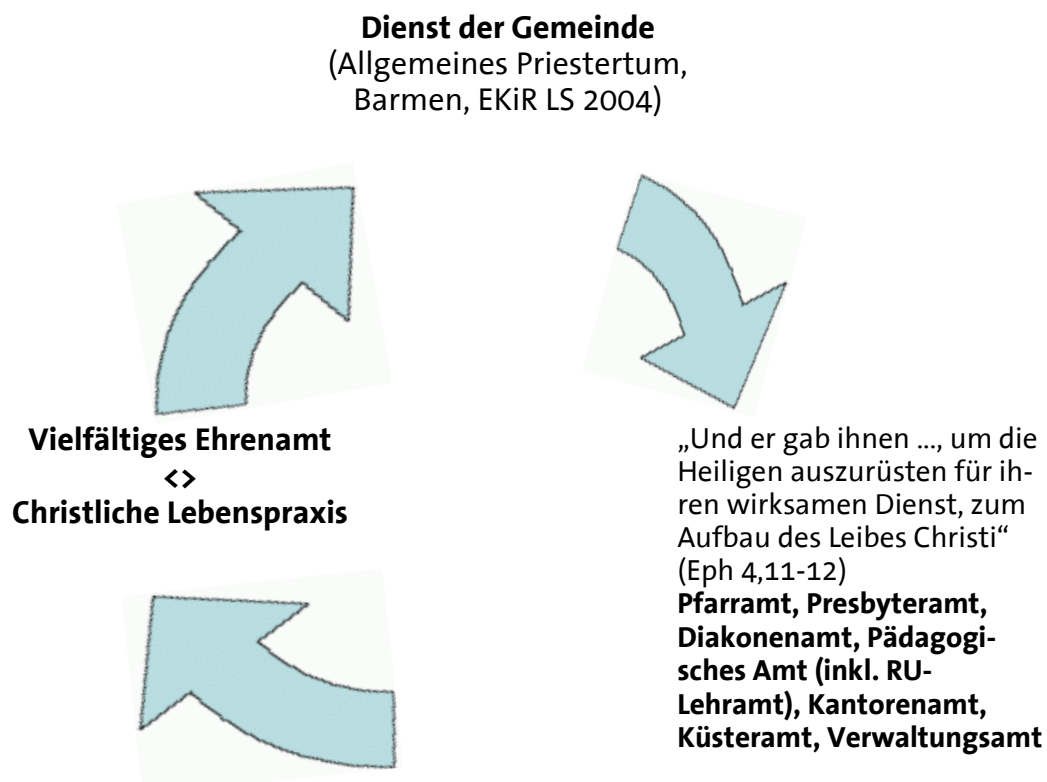 Dienst der Gemeinde
(Allgemeines Priestertum,
Barmen, EKiR LS 2004)
Vielfältiges Ehrenamt
<>
Christliche Lebenspraxis
„Und er gab ihnen ..., um die
Heiligen auszurüsten für ih-
ren wirksamen Dienst, zum
Aufbau des Leibes Christi“
(Eph 4,11-12)
Pfarramt, Presbyteramt,
Diakonenamt, Pädagogi-
sches Amt (inkl. RU-
Lehramt), Kantorenamt,
Küsteramt, Verwaltungsamt